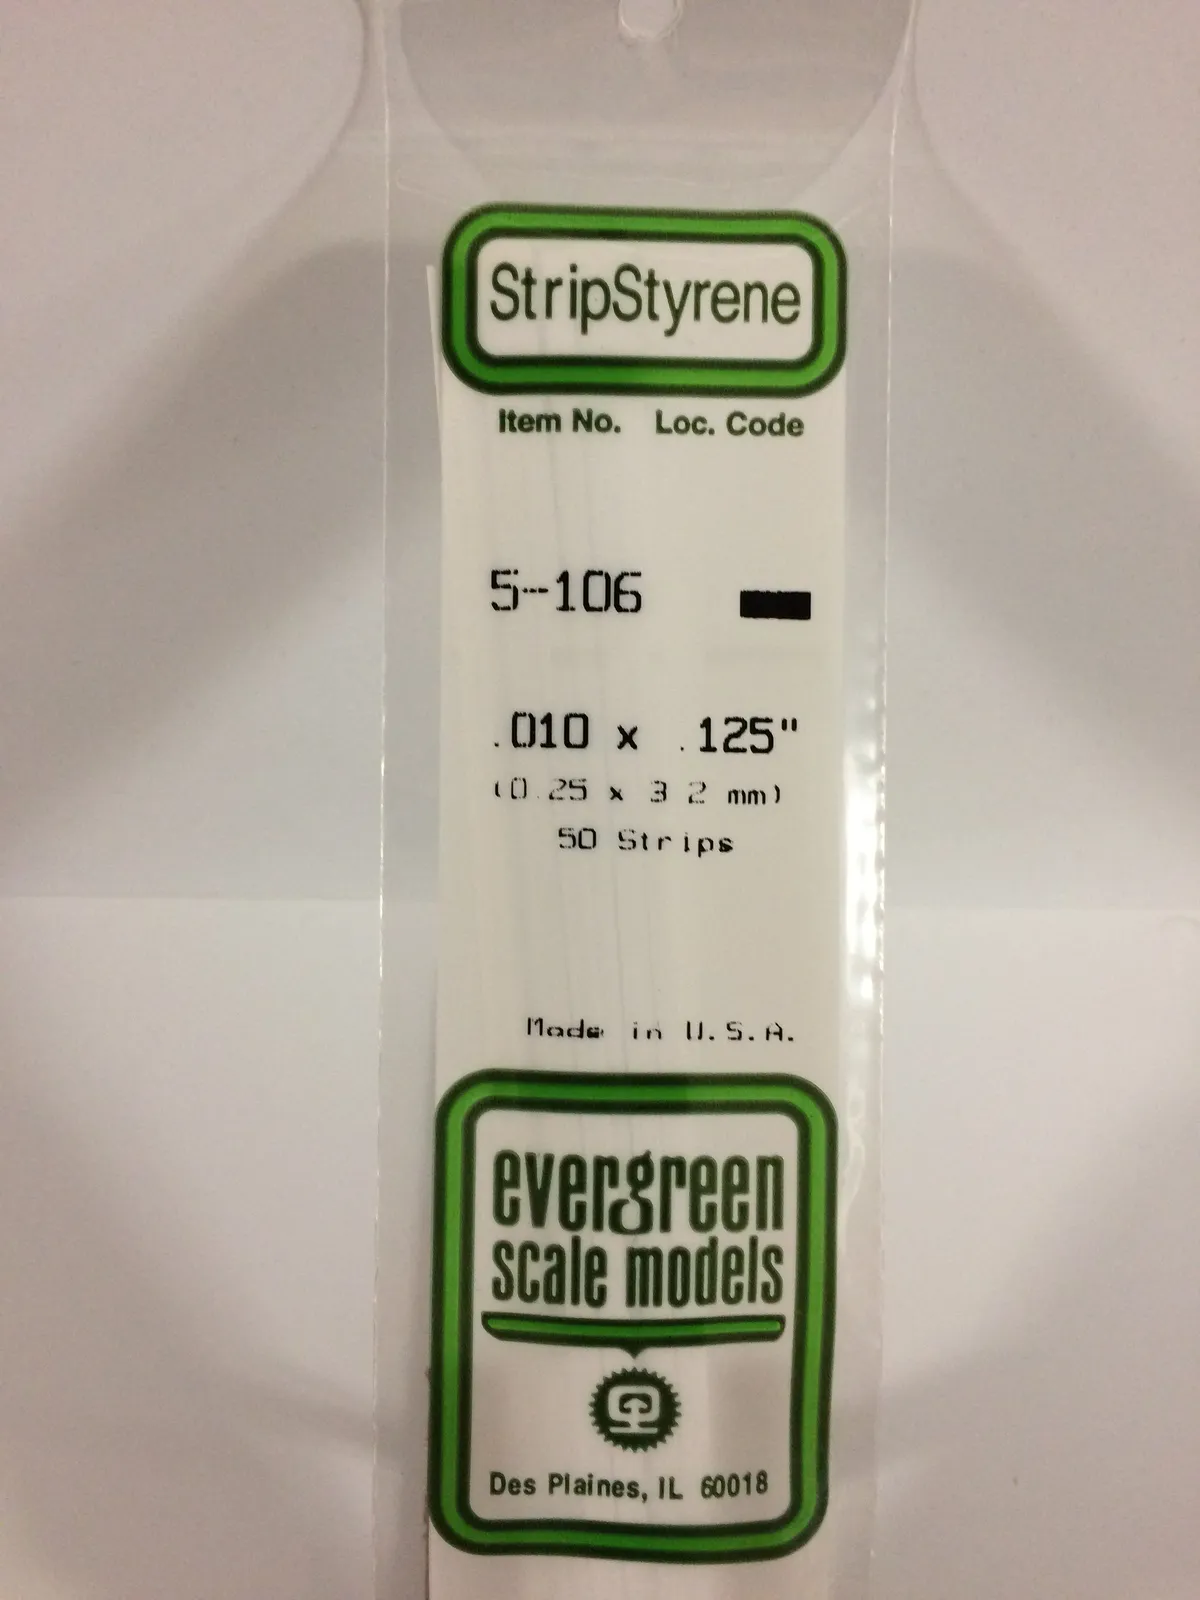 StripStyrene
Item No. Loc. Code
5-106
.010 x .125"
(0.25 x 3.2 mm)
50 Strips
Made in U.S.A.
evergreen
scale models
Des Plaines, IL 60018